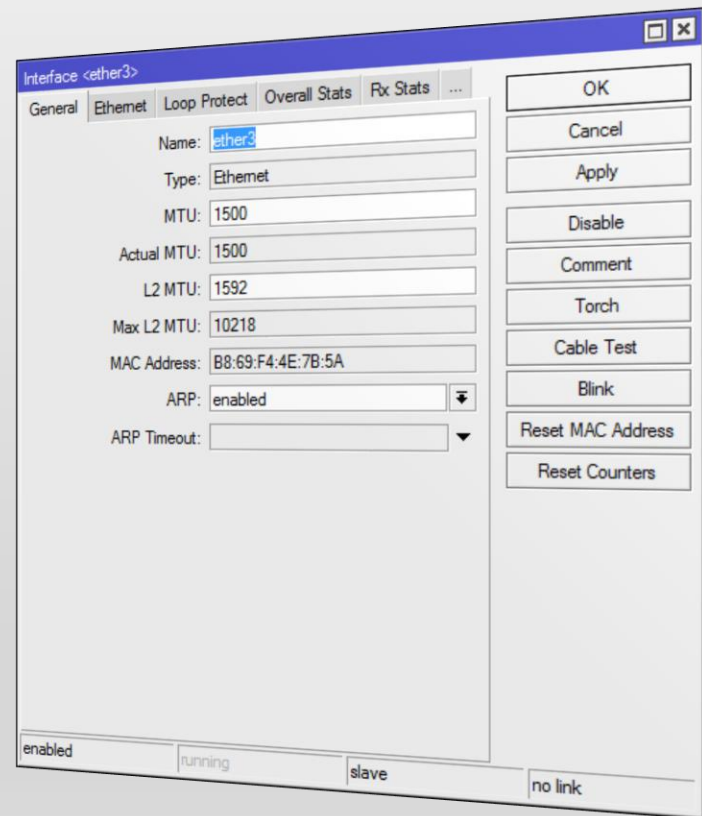 Interface <ether3>
General Ethernet Loop Protect Overall Stats Rx Stats ...
Name: ether3
Type: Ethernet
MTU: 1500
Actual MTU: 1500
L2 MTU: 1592
Max L2 MTU: 10218
MAC Address: B8:69:F4:4E:7B:5A
ARP: enabled
ARP Timeout:
OK
Cancel
Apply
Disable
Comment
Torch
Cable Test
Blink
Reset MAC Address
Reset Counters
enabled running slave no link